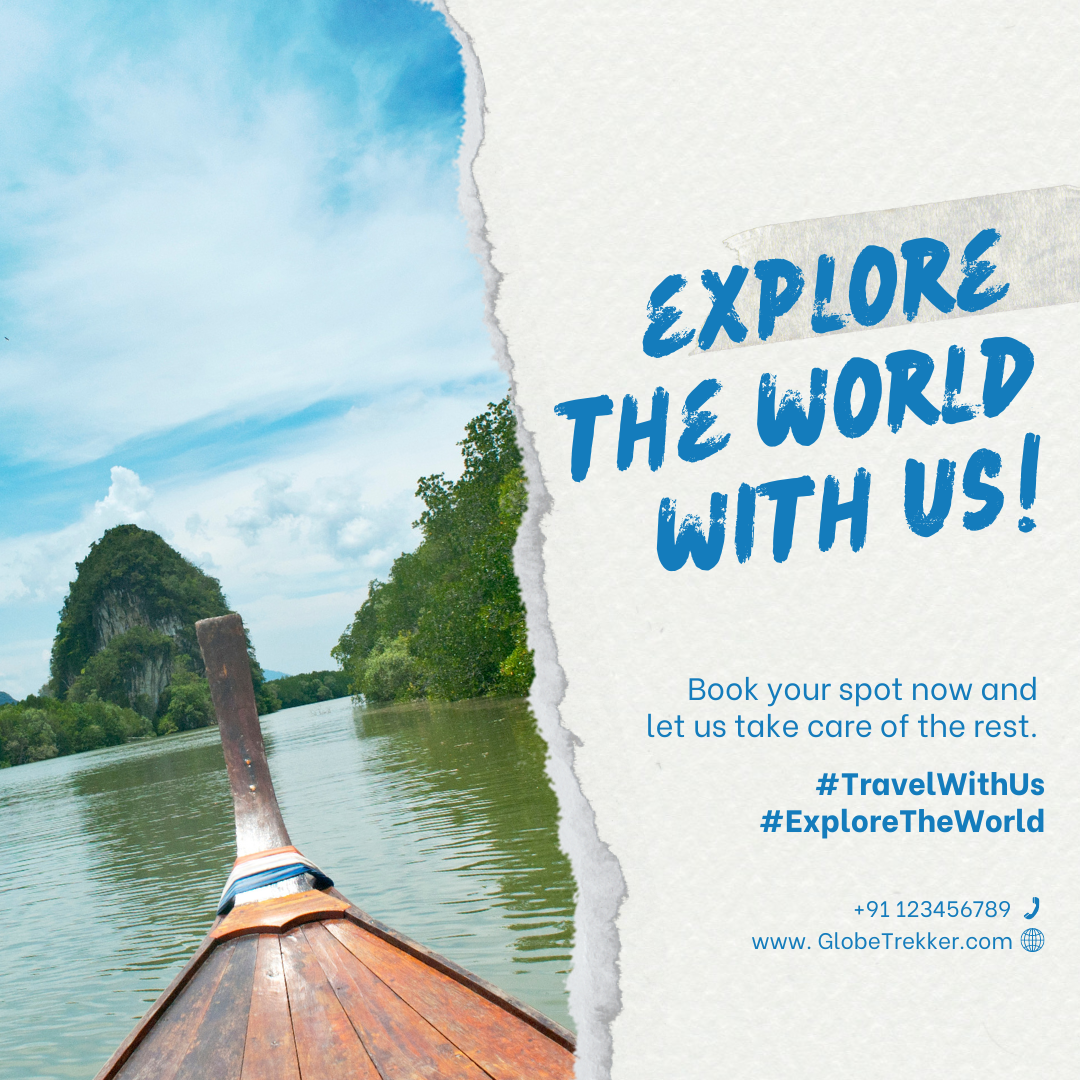 EXPLORE
THE WORLD
WITH US!
Book your spot now and
let us take care of the rest.
#TravelWithUs
#ExploreTheWorld
+91 123456789
www. GlobeTrekker.com